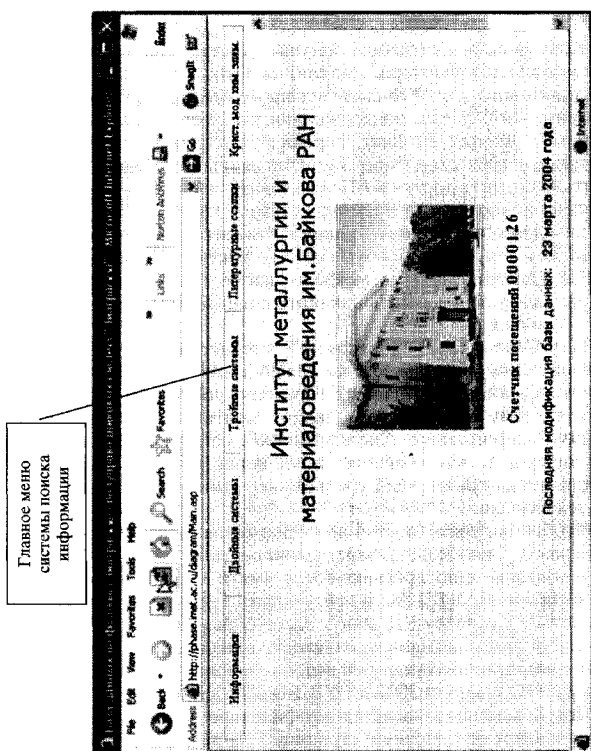 Главное меню
системы поиска
информации
Microsoft Internet Explorer
File Edit View Favorites Tools Help
Back Search Favorites Links Norton AntiVirus
Address http://phase.imet-ac.ru/diagram/Main.asp Go SnagIt
Информация Двойные системы Тройные системы Литературные ссылки Крист. мод. хим. элем.
Институт металлургии и
материаловедения им.Байкова РАН
Счетчик посещений 0000126
Последняя модификация базы данных: 23 марта 2004 года
Internet